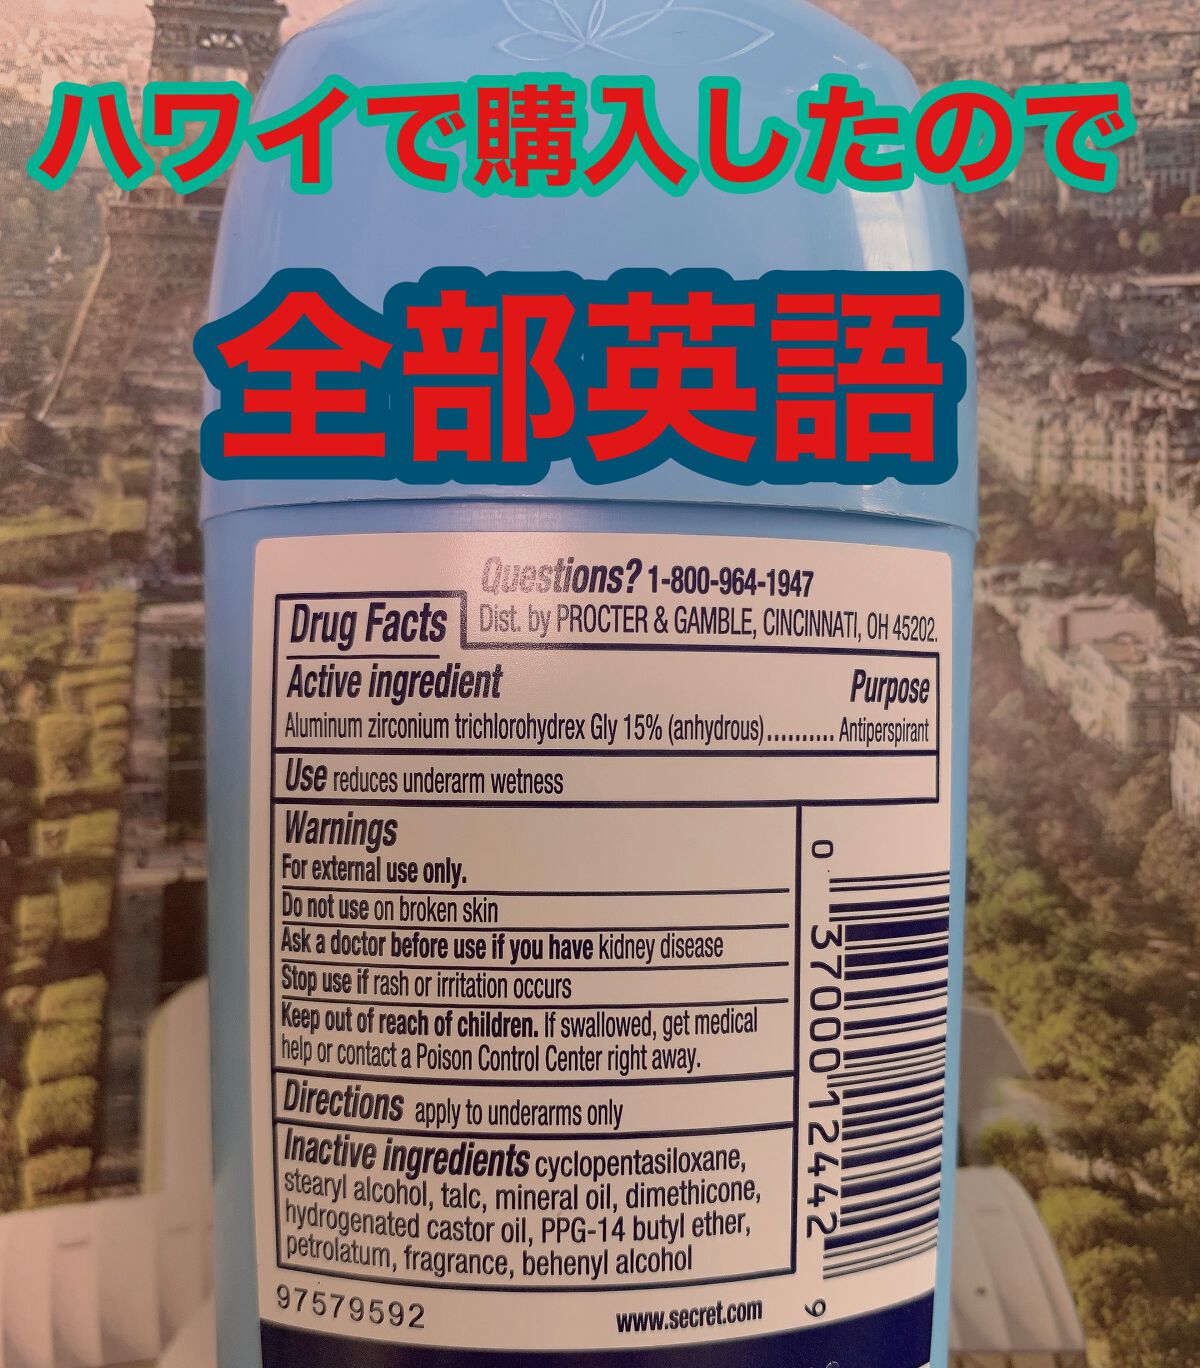 ハワイで購入したので
全部英語
Questions? 1-800-964-1947
Dist. by PROCTER & GAMBLE, CINCINNATI, OH 45202.
Drug Facts
Active ingredient Purpose
Aluminum zirconium trichlorohydrex Gly 15% (anhydrous).......... Antiperspirant
Use reduces underarm wetness
Warnings
For external use only.
Do not use on broken skin
Ask a doctor before use if you have kidney disease
Stop use if rash or irritation occurs
Keep out of reach of children. If swallowed, get medical
help or contact a Poison Control Center right away.
Directions apply to underarms only
Inactive ingredients cyclopentasiloxane,
stearyl alcohol, talc, mineral oil, dimethicone,
hydrogenated castor oil, PPG-14 butyl ether,
petrolatum, fragrance, behenyl alcohol
0 37000 12442 9
97579592
www.secret.com